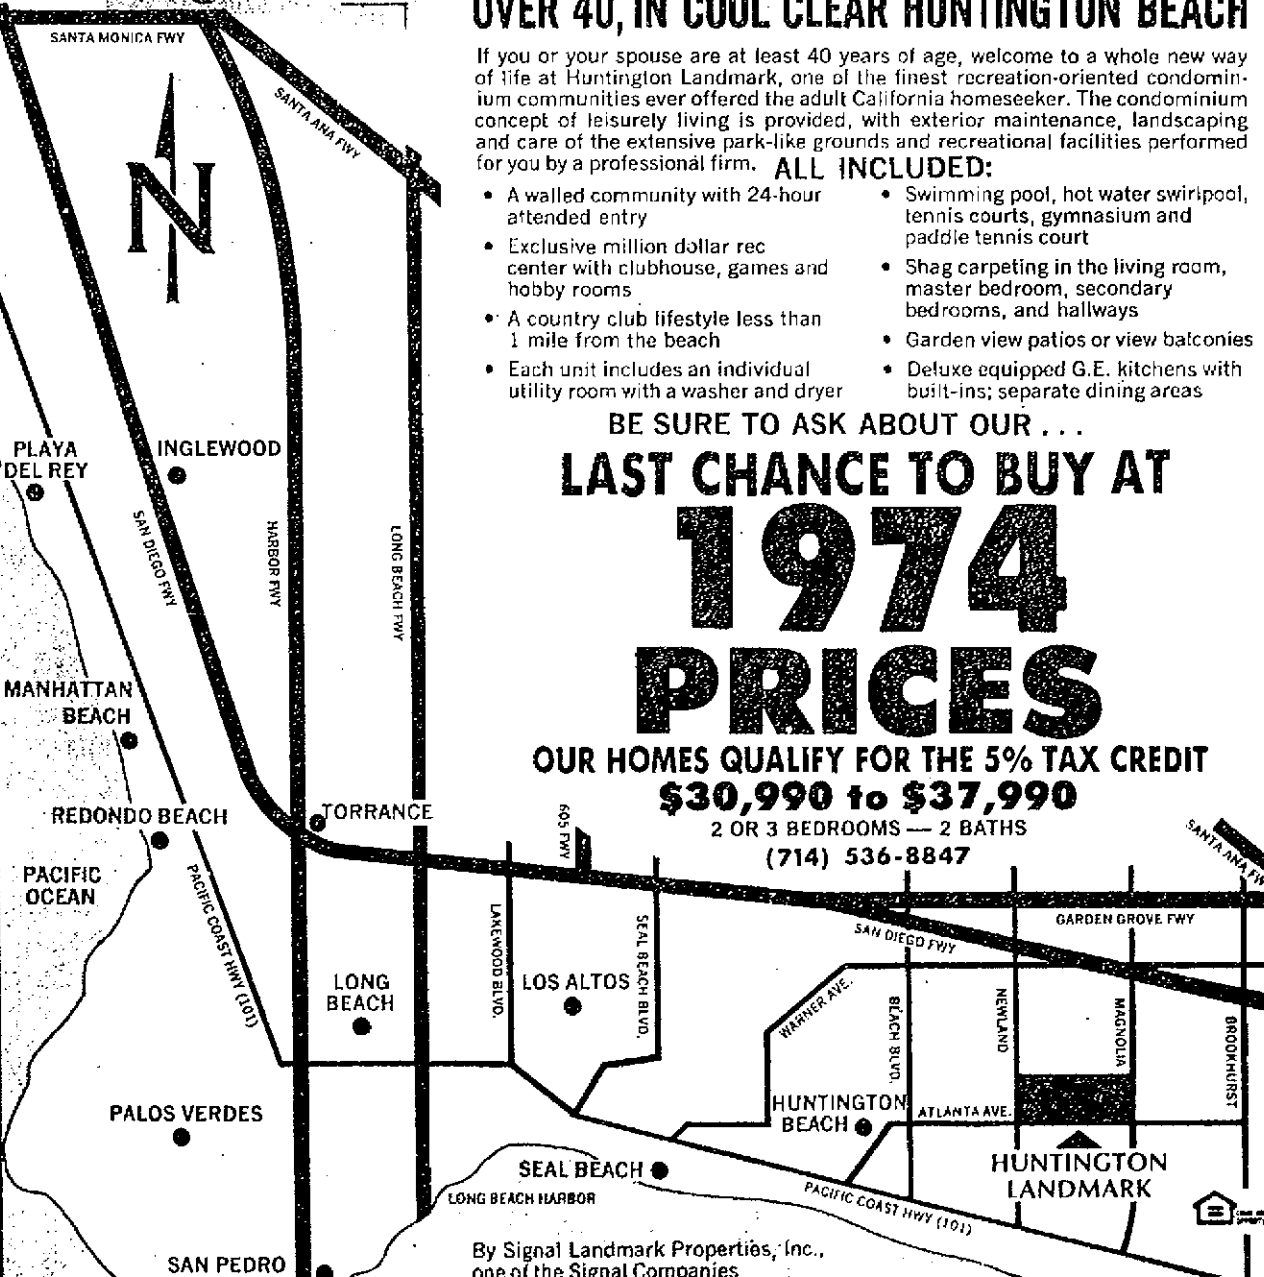 OVER 40, IN COOL CLEAR HUNTINGTON BEACH
If you or your spouse are at least 40 years of age, welcome to a whole new way
of life at Huntington Landmark, one of the finest recreation-oriented condomin-
ium communities ever offered the adult California homeseeker. The condominium
concept of leisurely living is provided, with exterior maintenance, landscaping
and care of the extensive park-like grounds and recreational facilities performed
for you by a professional firm. ALL INCLUDED:
• A walled community with 24-hour
attended entry
• Exclusive million dollar rec
center with clubhouse, games and
hobby rooms
• A country club lifestyle less than
1 mile from the beach
• Each unit includes an individual
utility room with a washer and dryer
• Swimming pool, hot water swirlpool,
tennis courts, gymnasium and
paddle tennis court
• Shag carpeting in the living room,
master bedroom, secondary
bedrooms, and hallways
• Garden view patios or view balconies
• Deluxe equipped G.E. kitchens with
built-ins; separate dining areas
BE SURE TO ASK ABOUT OUR . . .
LAST CHANCE TO BUY AT
1974
PRICES
OUR HOMES QUALIFY FOR THE 5% TAX CREDIT
$30,990 to $37,990
2 OR 3 BEDROOMS — 2 BATHS
(714) 536-8847
SANTA MONICA FWY
SANTA ANA FWY
N
PLAYA
DEL REY
INGLEWOOD
SAN DIEGO FWY
HARBOR FWY
LONG BEACH FWY
MANHATTAN
BEACH
REDONDO BEACH
TORRANCE
605 FWY
SANTA ANA FWY
PACIFIC
OCEAN
PACIFIC COAST HWY (101)
LAKEWOOD BLVD.
SEAL BEACH BLVD.
GARDEN GROVE FWY
SAN DIEGO FWY
LONG
BEACH
LOS ALTOS
WARNER AVE.
BEACH BLVD.
NEWLAND
MAGNOLIA
BROOKHURST
PALOS VERDES
HUNTINGTON
BEACH
ATLANTA AVE.
SEAL BEACH
HUNTINGTON
LANDMARK
LONG BEACH HARBOR
PACIFIC COAST HWY (101)
SAN PEDRO
By Signal Landmark Properties, Inc.,
one of the Signal Companies